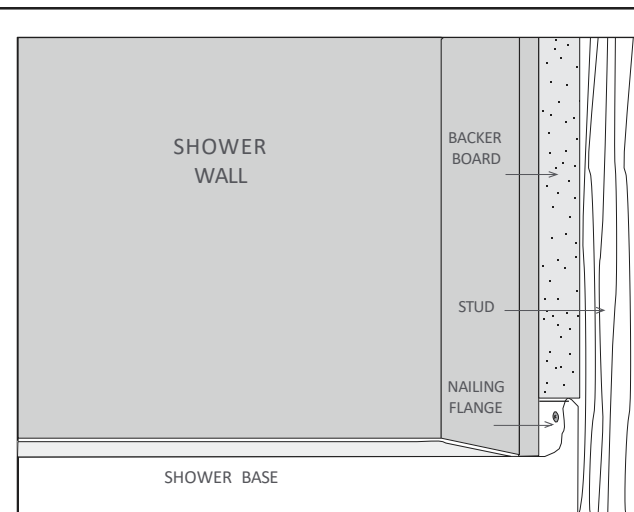 SHOWER
WALL
BACKER
BOARD
STUD
NAILING
FLANGE
SHOWER BASE